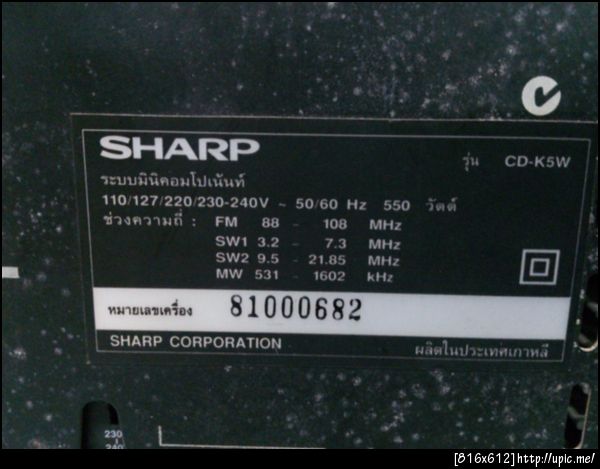 SHARP
รุ่น CD-K5W
ระบบมินิคอมโปเน้นท์
110/127/220/230-240V ~ 50/60 Hz 550 วัตต์
ช่วงความถี่ : FM 88 - 108 MHz
SW1 3.2 - 7.3 MHz
SW2 9.5 - 21.85 MHz
MW 531 - 1602 kHz
หมายเลขเครื่อง 81000682
SHARP CORPORATION
ผลิตในประเทศเกาหลี
230
240
[816x612]http://upic.me/